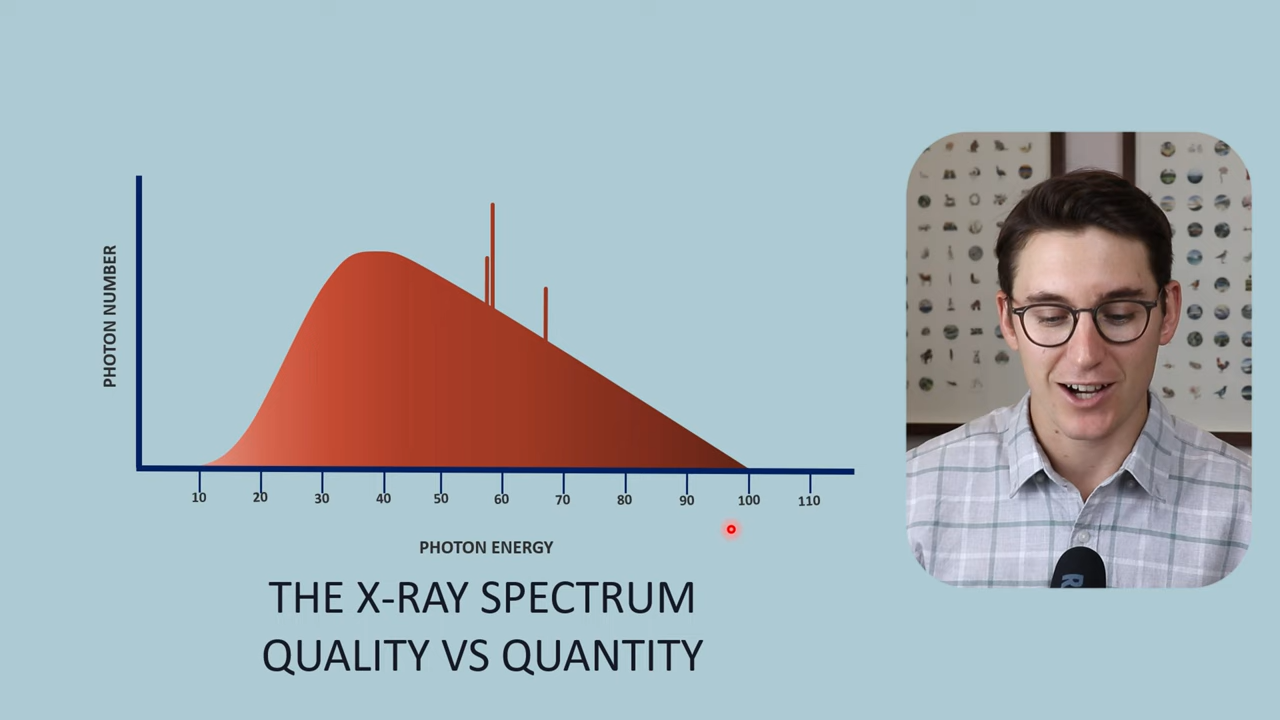 PHOTON NUMBER
10 20 30 40 50 60 70 80 90 100 110
PHOTON ENERGY
THE X-RAY SPECTRUM
QUALITY VS QUANTITY
R